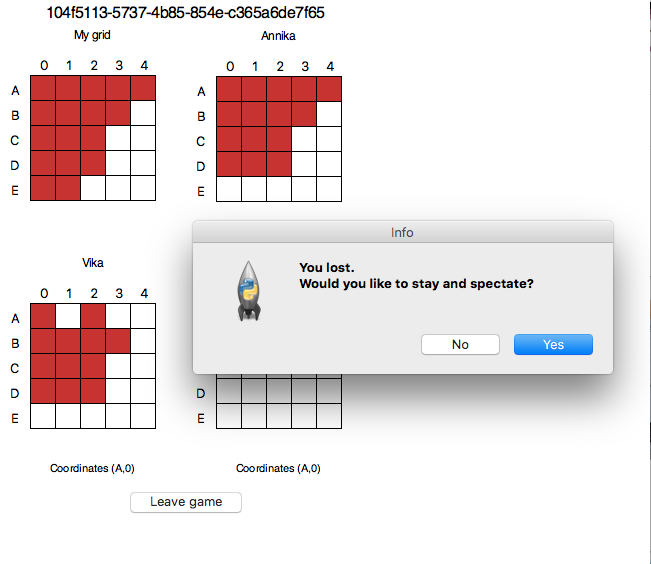 104f5113-5737-4b85-854e-c365a6de7f65
My grid
Annika
0 1 2 3 4
0 1 2 3 4
A
B
C
D
E
A
B
C
D
E
Info
You lost.
Would you like to stay and spectate?
No
Yes
Vika
0 1 2 3 4
A
B
C
D
E
D
E
Coordinates (A,0)
Coordinates (A,0)
Leave game